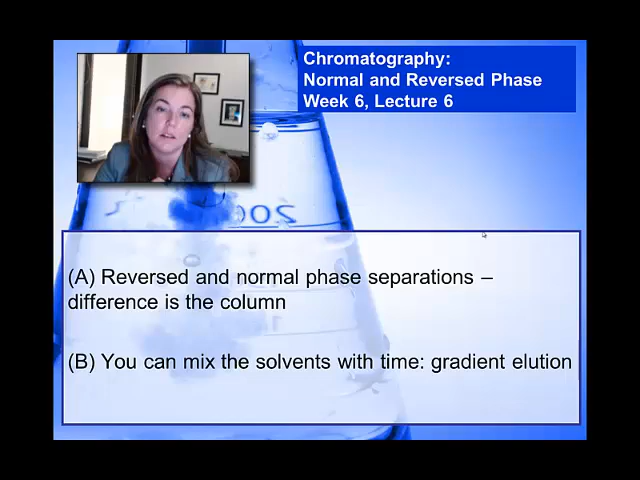 Chromatography:
Normal and Reversed Phase
Week 6, Lecture 6
200
(A) Reversed and normal phase separations –
difference is the column
(B) You can mix the solvents with time: gradient elution